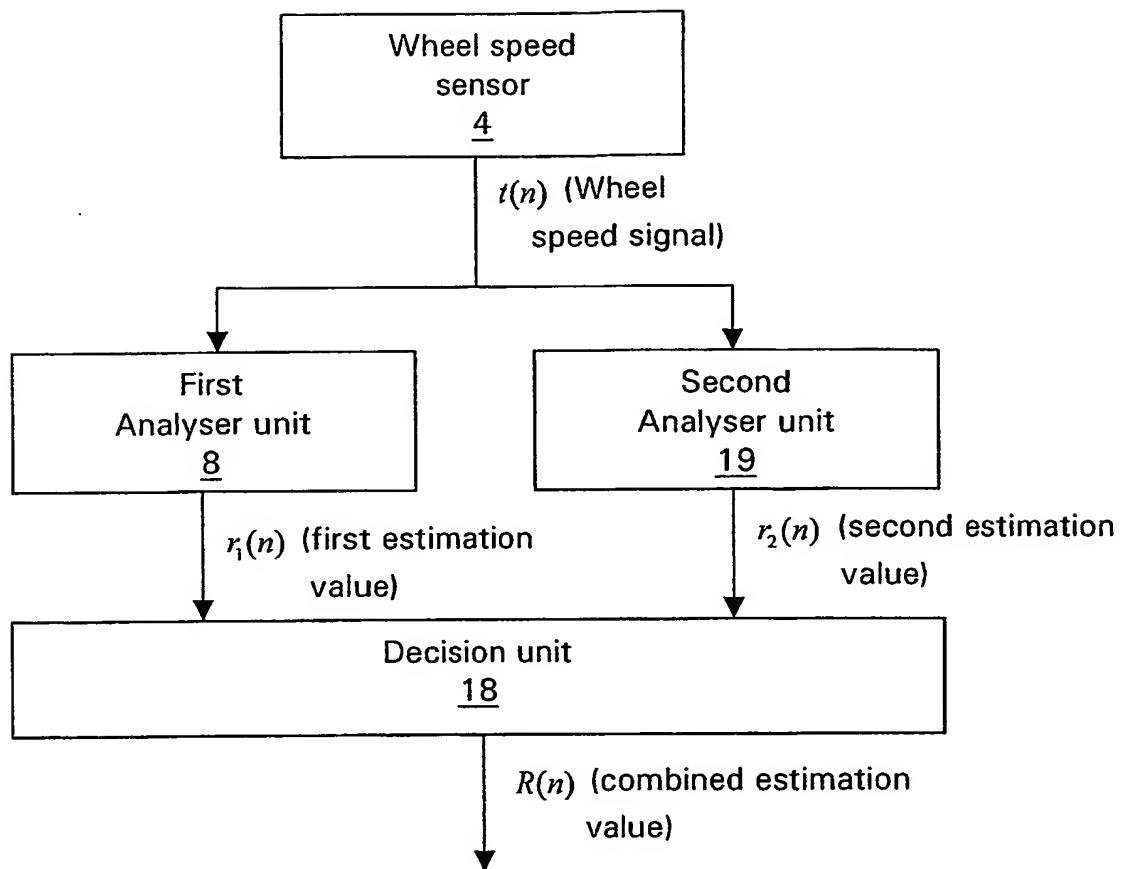 Wheel speed
sensor
4
t(n) (Wheel
speed signal)
First
Analyser unit
8
Second
Analyser unit
19
r₁(n) (first estimation
value)
r₂(n) (second estimation
value)
Decision unit
18
R(n) (combined estimation
value)